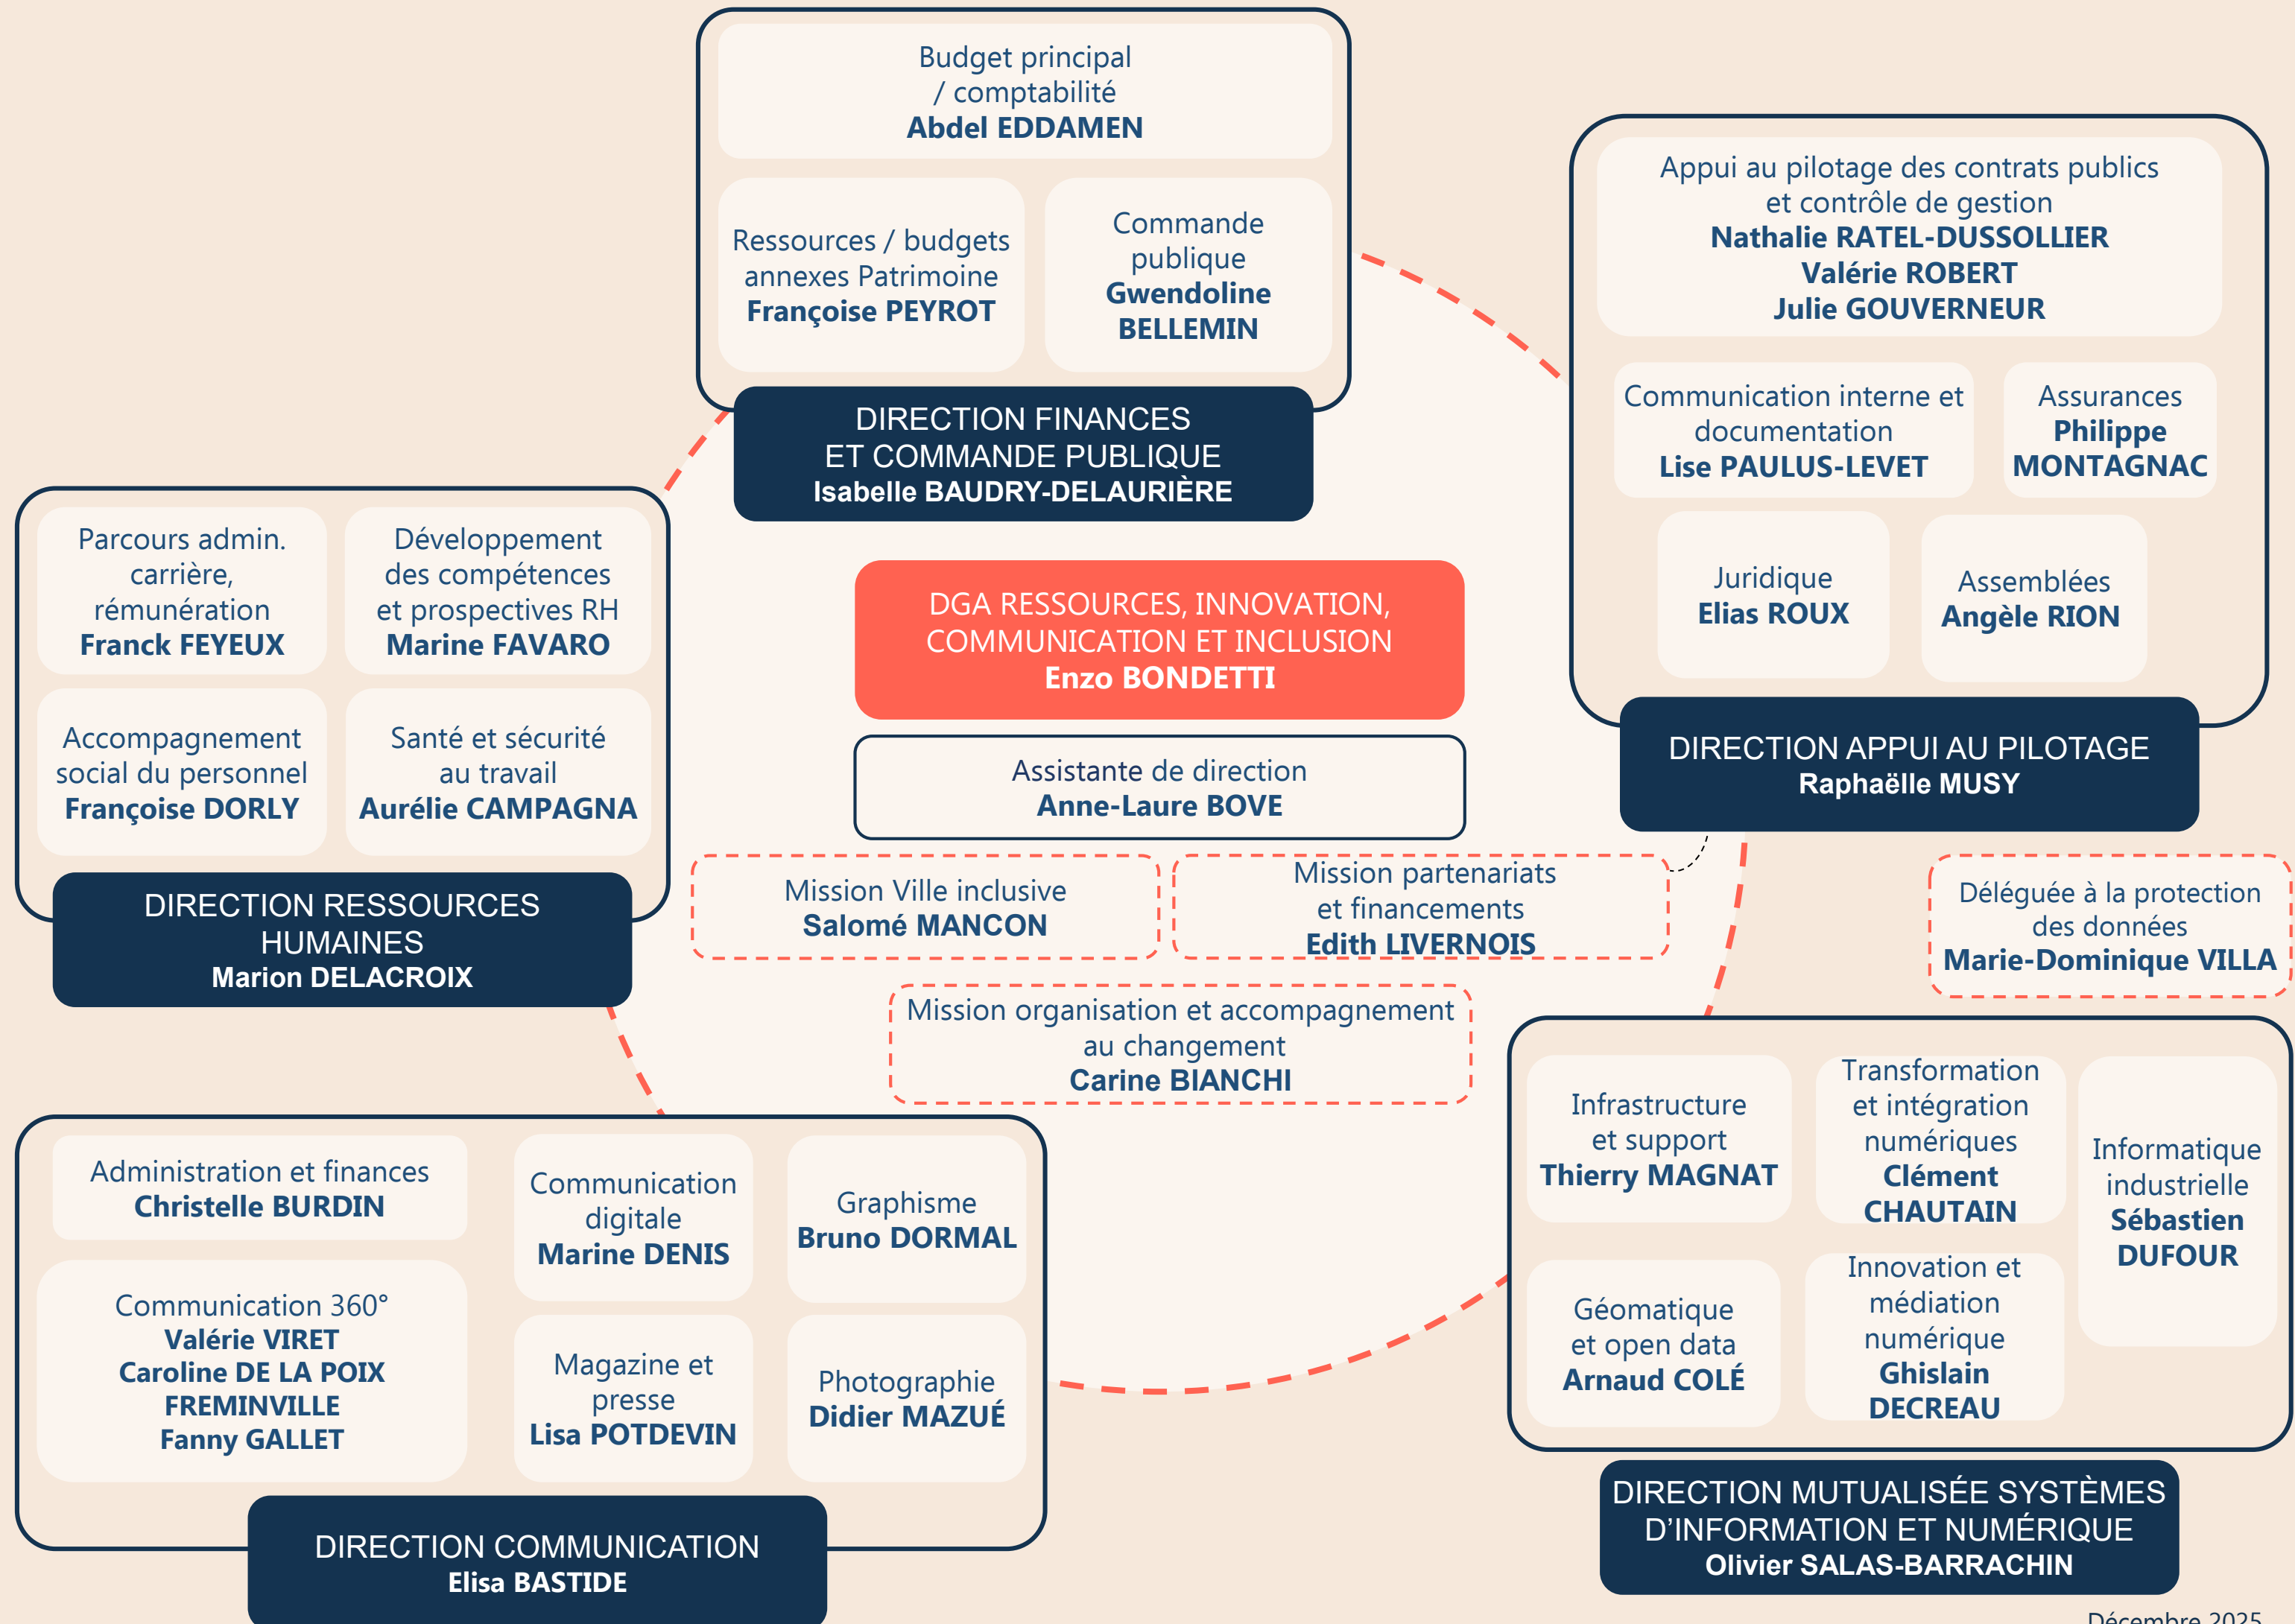 Budget principal
/ comptabilité
Abdel EDDAMEN
Ressources / budgets
annexes Patrimoine
Françoise PEYROT
Commande
publique
Gwendoline
BELLEMIN
DIRECTION FINANCES
ET COMMANDE PUBLIQUE
Isabelle BAUDRY-DELAURIÈRE
Appui au pilotage des contrats publics
et contrôle de gestion
Nathalie RATEL-DUSSOLLIER
Valérie ROBERT
Julie GOUVERNEUR
Communication interne et
documentation
Lise PAULUS-LEVET
Assurances
Philippe
MONTAGNAC
Juridique
Elias ROUX
Assemblées
Angèle RION
DIRECTION APPUI AU PILOTAGE
Raphaëlle MUSY
Parcours admin.
carrière,
rémunération
Franck FEYEUX
Développement
des compétences
et prospectives RH
Marine FAVARO
Accompagnement
social du personnel
Françoise DORLY
Santé et sécurité
au travail
Aurélie CAMPAGNA
DIRECTION RESSOURCES
HUMAINES
Marion DELACROIX
DGA RESSOURCES, INNOVATION,
COMMUNICATION ET INCLUSION
Enzo BONDETTI
Assistante de direction
Anne-Laure BOVE
Mission Ville inclusive
Salomé MANCON
Mission partenariats
et financements
Edith LIVERNOIS
Mission organisation et accompagnement
au changement
Carine BIANCHI
Déléguée à la protection
des données
Marie-Dominique VILLA
Administration et finances
Christelle BURDIN
Communication 360°
Valérie VIRET
Caroline DE LA POIX
FREMINVILLE
Fanny GALLET
Communication
digitale
Marine DENIS
Magazine et
presse
Lisa POTDEVIN
Graphisme
Bruno DORMAL
Photographie
Didier MAZUÉ
DIRECTION COMMUNICATION
Elisa BASTIDE
Infrastructure
et support
Thierry MAGNAT
Transformation
et intégration
numériques
Clément
CHAUTAIN
Informatique
industrielle
Sébastien
DUFOUR
Géomatique
et open data
Arnaud COLÉ
Innovation et
médiation
numérique
Ghislain
DECREAU
DIRECTION MUTUALISÉE SYSTÈMES
D’INFORMATION ET NUMÉRIQUE
Olivier SALAS-BARRACHIN
Décembre 2025